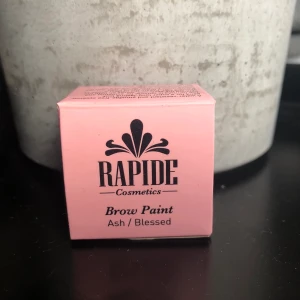 RAPIDE
Cosmetics
Brow Paint
Ash / Blessed